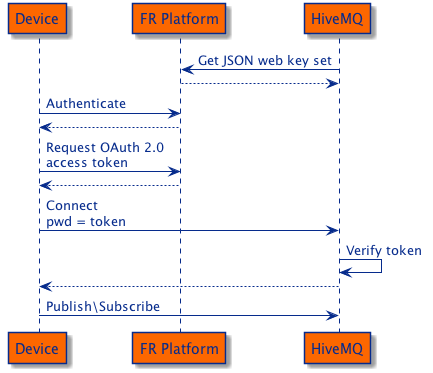 Device
FR Platform
HiveMQ
Get JSON web key set
Authenticate
Request OAuth 2.0
access token
Connect
pwd = token
Verify token
Publish\Subscribe
Device
FR Platform
HiveMQ